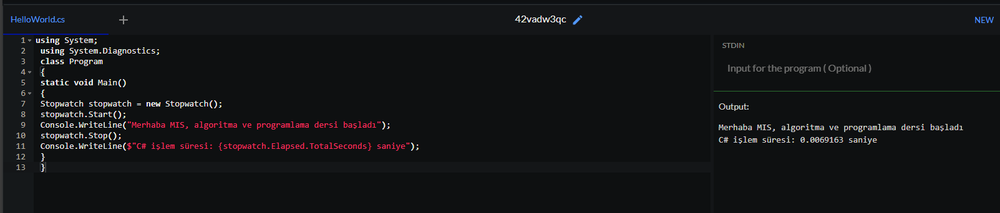 HelloWorld.cs +
42vadw3qc
NEW
1 using System;
2 using System.Diagnostics;
3 class Program
4 {
5 static void Main()
6 {
7 Stopwatch stopwatch = new Stopwatch();
8 stopwatch.Start();
9 Console.WriteLine("Merhaba MIS, algoritma ve programlama dersi başladı");
10 stopwatch.Stop();
11 Console.WriteLine($"C# işlem süresi: {stopwatch.Elapsed.TotalSeconds} saniye");
12 }
13 }
STDIN
Input for the program ( Optional )
Output:
Merhaba MIS, algoritma ve programlama dersi başladı
C# işlem süresi: 0.0069163 saniye